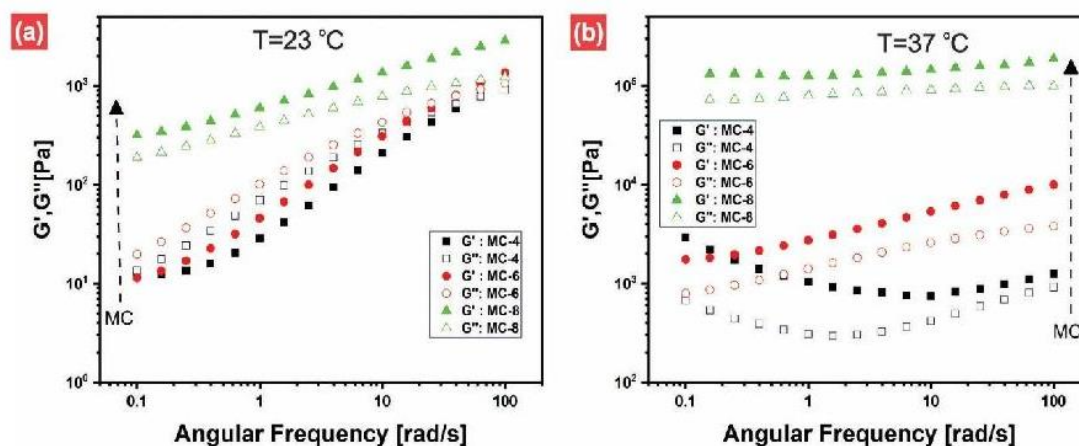 (a)
T=23 °C
G',G''[Pa]
10³
10²
10¹
10⁰
MC
G' : MC-4
G'' : MC-4
G' : MC-6
G'' : MC-6
G' : MC-8
G'' : MC-8
0.1 1 10 100
Angular Frequency [rad/s]
(b)
T=37 °C
G',G''[Pa]
10⁵
10⁴
10³
10²
G' : MC-4
G'' : MC-4
G' : MC-6
G'' : MC-6
G' : MC-8
G'' : MC-8
MC
0.1 1 10 100
Angular Frequency [rad/s]